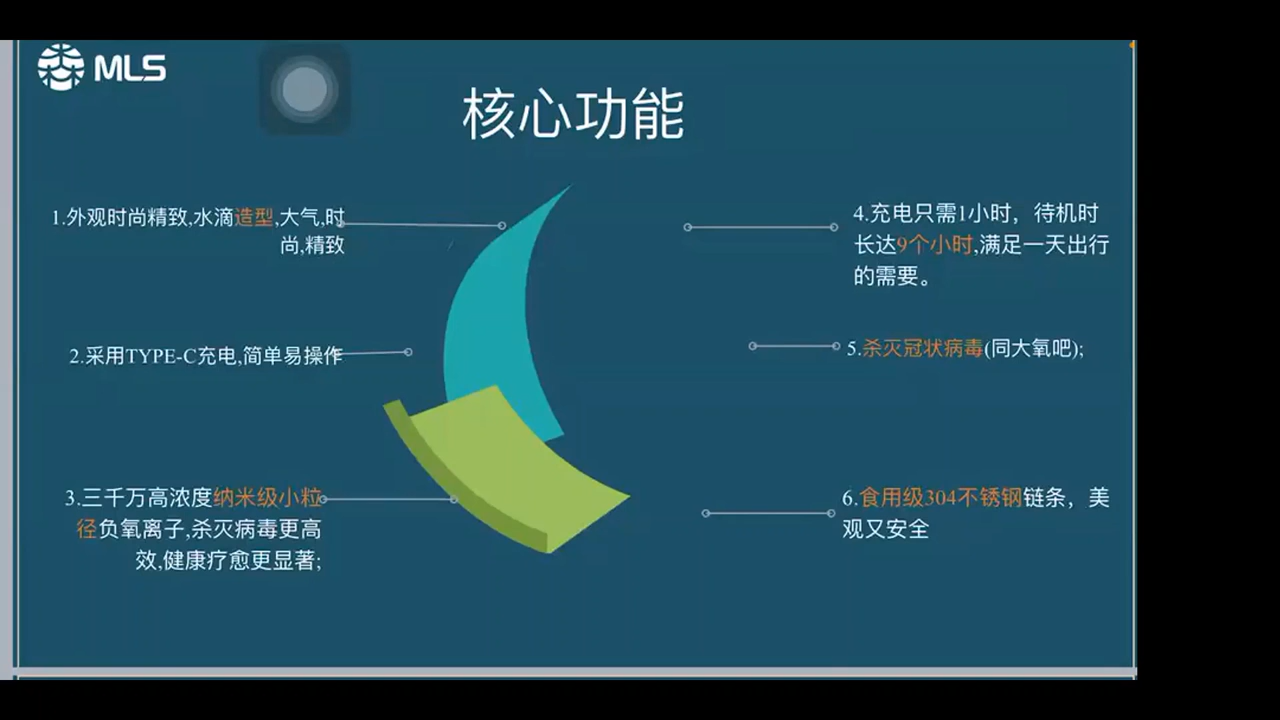 MLS
核心功能
1.外观时尚精致,水滴造型,大气,时
尚,精致
2.采用TYPE-C充电,简单易操作
3.三千万高浓度纳米级小粒
径负氧离子,杀灭病毒更高
效,健康疗愈更显著;
4.充电只需1小时，待机时
长达9个小时,满足一天出行
的需要。
5.杀灭冠状病毒(同大氧吧);
6.食用级304不锈钢链条，美
观又安全